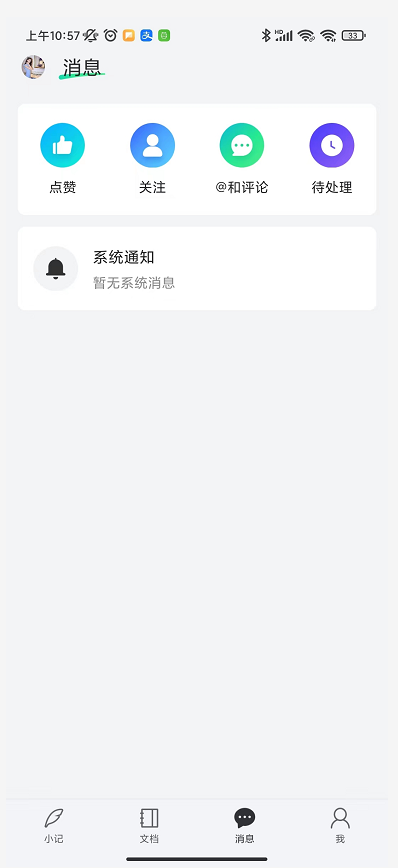 上午10:57 HD 33
消息
点赞 关注 @和评论 待处理
系统通知
暂无系统消息
小记 文档 消息 我